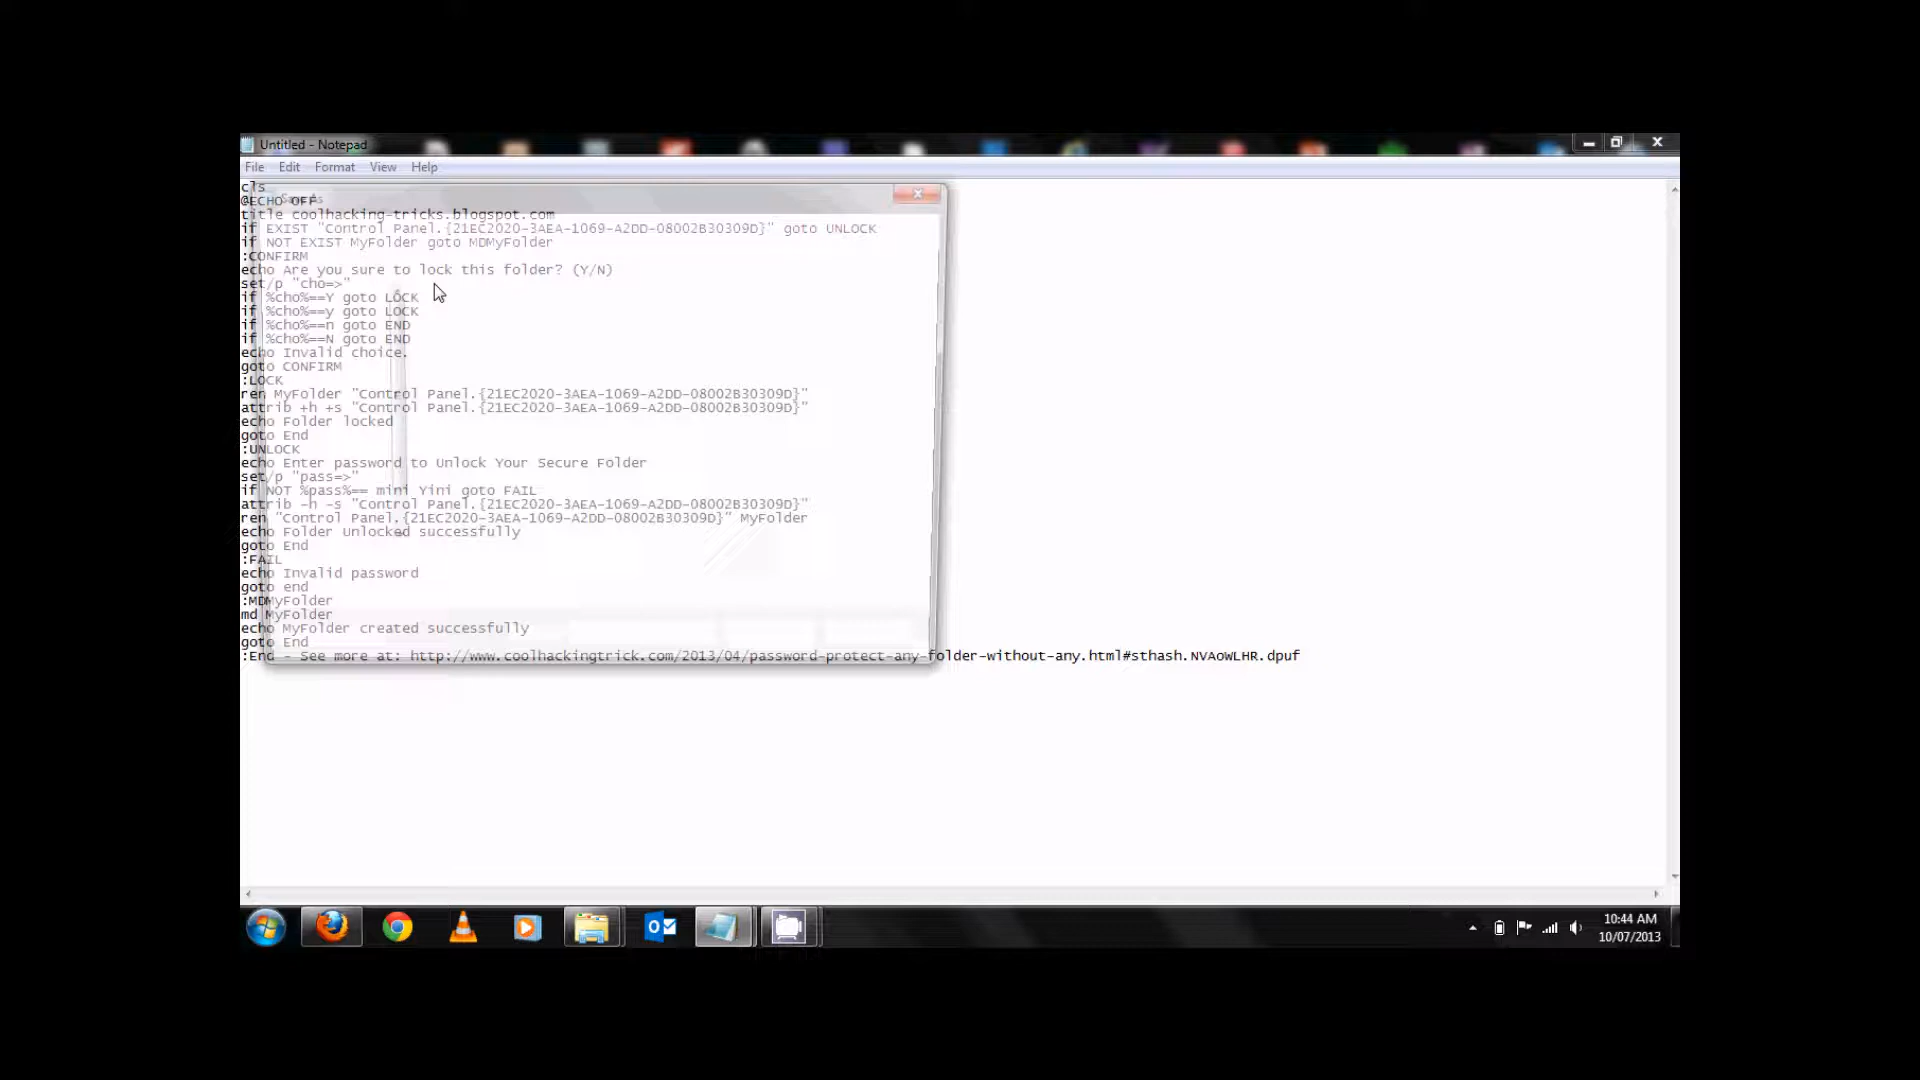 Untitled - Notepad
File Edit Format View Help
cls
@ECHO OFF
Save As
title coolhacking-tricks.blogspot.com
if EXIST "Control Panel.{21EC2020-3AEA-1069-A2DD-08002B30309D}" goto UNLOCK
if NOT EXIST MyFolder goto MDMyFolder
:CONFIRM
echo Are you sure to lock this folder? (Y/N)
set/p "cho=>"
if %cho%==Y goto LOCK
if %cho%==y goto LOCK
if %cho%==n goto END
if %cho%==N goto END
echo Invalid choice.
goto CONFIRM
:LOCK
ren MyFolder "Control Panel.{21EC2020-3AEA-1069-A2DD-08002B30309D}"
attrib +h +s "Control Panel.{21EC2020-3AEA-1069-A2DD-08002B30309D}"
echo Folder locked
goto End
:UNLOCK
echo Enter password to Unlock Your Secure Folder
set/p "pass=>"
if NOT %pass%== mini Yini goto FAIL
attrib -h -s "Control Panel.{21EC2020-3AEA-1069-A2DD-08002B30309D}"
ren "Control Panel.{21EC2020-3AEA-1069-A2DD-08002B30309D}" MyFolder
echo Folder Unlocked successfully
goto End
:FAIL
echo Invalid password
goto end
:MDMyFolder
md MyFolder
echo MyFolder created successfully
goto End
:End - See more at: http://www.coolhackingtrick.com/2013/04/password-protect-any-folder-without-any.html#sthash.NVAoWLHR.dpuf
10:44 AM
10/07/2013